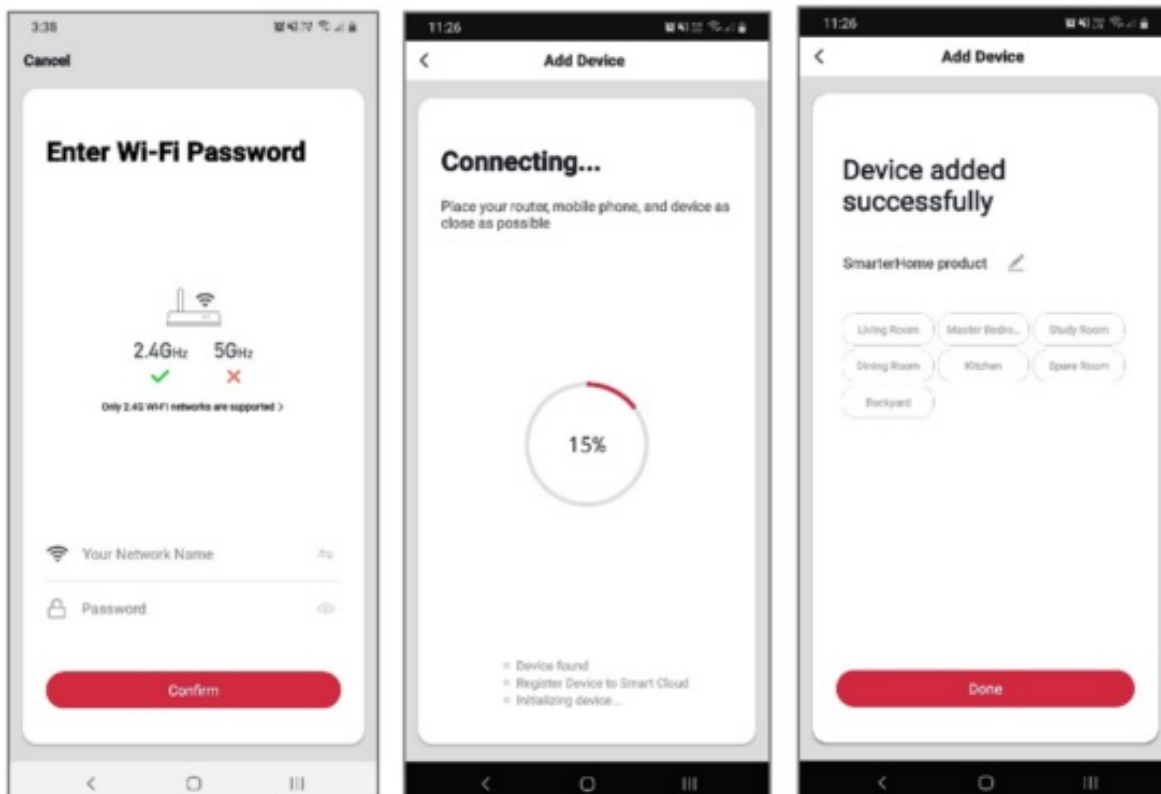 3:38
Cancel
Enter Wi-Fi Password
2.4GHz 5GHz
Only 2.4G Wi-Fi networks are supported >
Your Network Name
Password
Confirm
11:26
Add Device
Connecting...
Place your router, mobile phone, and device as
close as possible
15%
Device found
Register Device to Smart Cloud
Initializing device...
11:26
Add Device
Device added
successfully
SmarterHome product
Living Room Master Bedro... Study Room
Dining Room Kitchen Spare Room
Backyard
Done